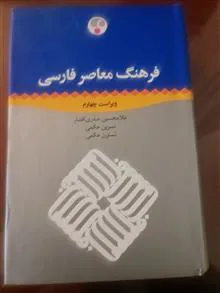 فرهنگ معاصر فارسی
ویراست چهارم
غلامحسین صدری افشار
نسرین حکمی
نسترن حکمی